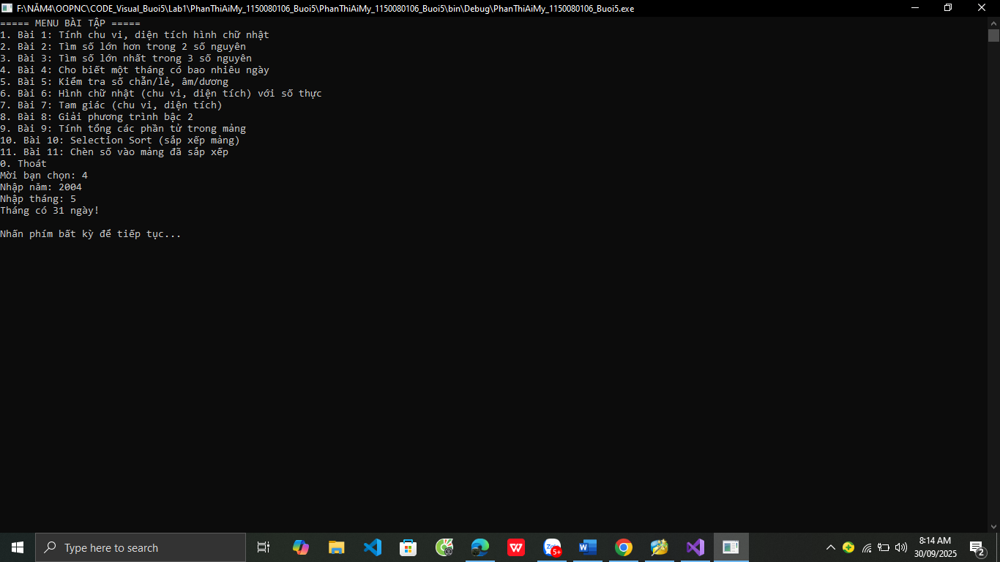 F:\NĂM4\OOPNC\CODE_Visual_Buoi5\Lab1\PhanThiAiMy_1150080106_Buoi5\PhanThiAiMy_1150080106_Buoi5\bin\Debug\PhanThiAiMy_1150080106_Buoi5.exe
===== MENU BÀI TẬP =====
1. Bài 1: Tính chu vi, diện tích hình chữ nhật
2. Bài 2: Tìm số lớn hơn trong 2 số nguyên
3. Bài 3: Tìm số lớn nhất trong 3 số nguyên
4. Bài 4: Cho biết một tháng có bao nhiêu ngày
5. Bài 5: Kiểm tra số chẵn/lẻ, âm/dương
6. Bài 6: Hình chữ nhật (chu vi, diện tích) với số thực
7. Bài 7: Tam giác (chu vi, diện tích)
8. Bài 8: Giải phương trình bậc 2
9. Bài 9: Tính tổng các phần tử trong mảng
10. Bài 10: Selection Sort (sắp xếp mảng)
11. Bài 11: Chèn số vào mảng đã sắp xếp
0. Thoát
Mời bạn chọn: 4
Nhập năm: 2004
Nhập tháng: 5
Tháng có 31 ngày!
Nhấn phím bất kỳ để tiếp tục...
Type here to search
5+
8:14 AM
30/09/2025
2